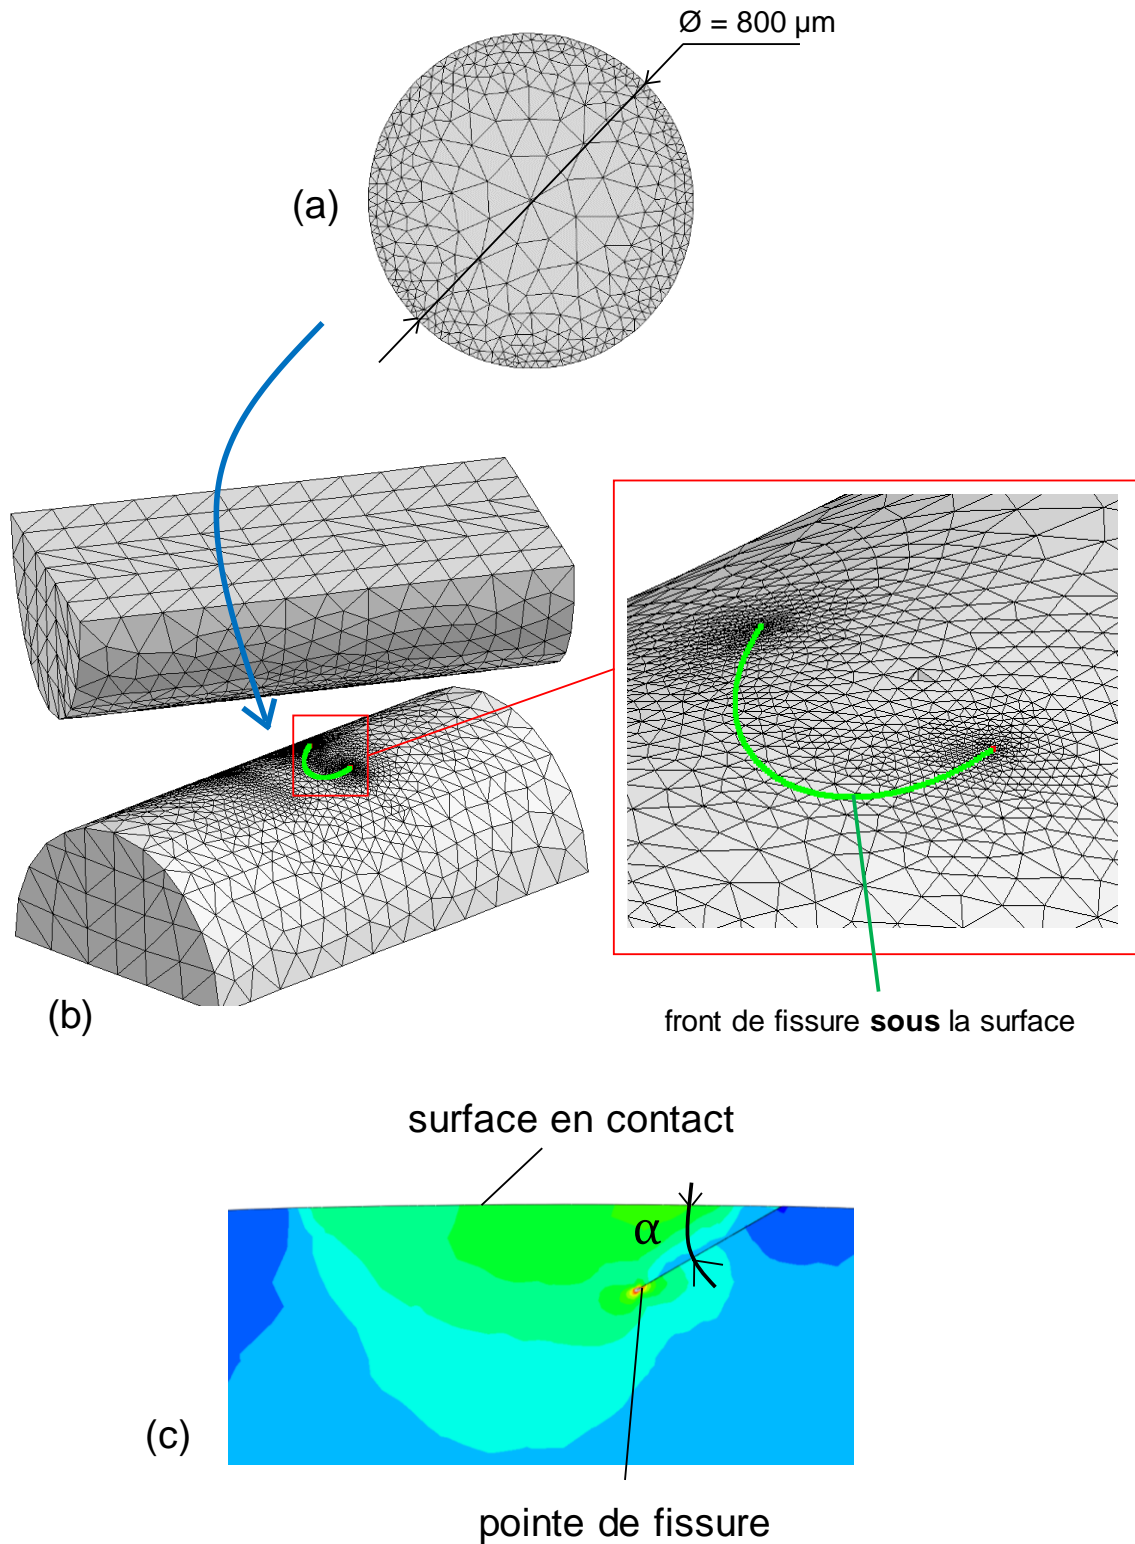 Ø = 800 µm
(a)
(b)
front de fissure sous la surface
surface en contact
α
(c)
pointe de fissure